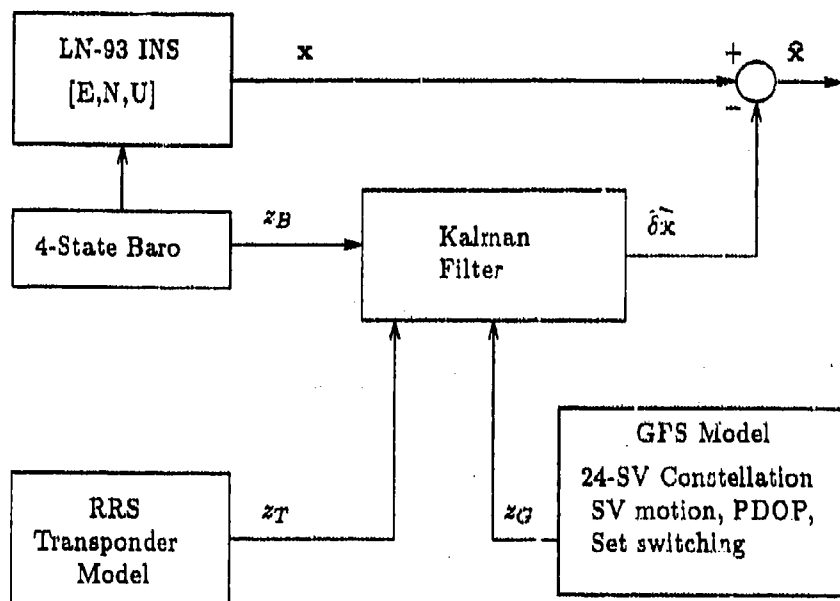 LN-93 INS
[E,N,U]
x
+
x̂
−
4-State Baro
z_B
Kalman
Filter
δx̂
GPS Model
24-SV Constellation
SV motion, PDOP,
Set switching
RRS
Transponder
Model
z_T
z_G